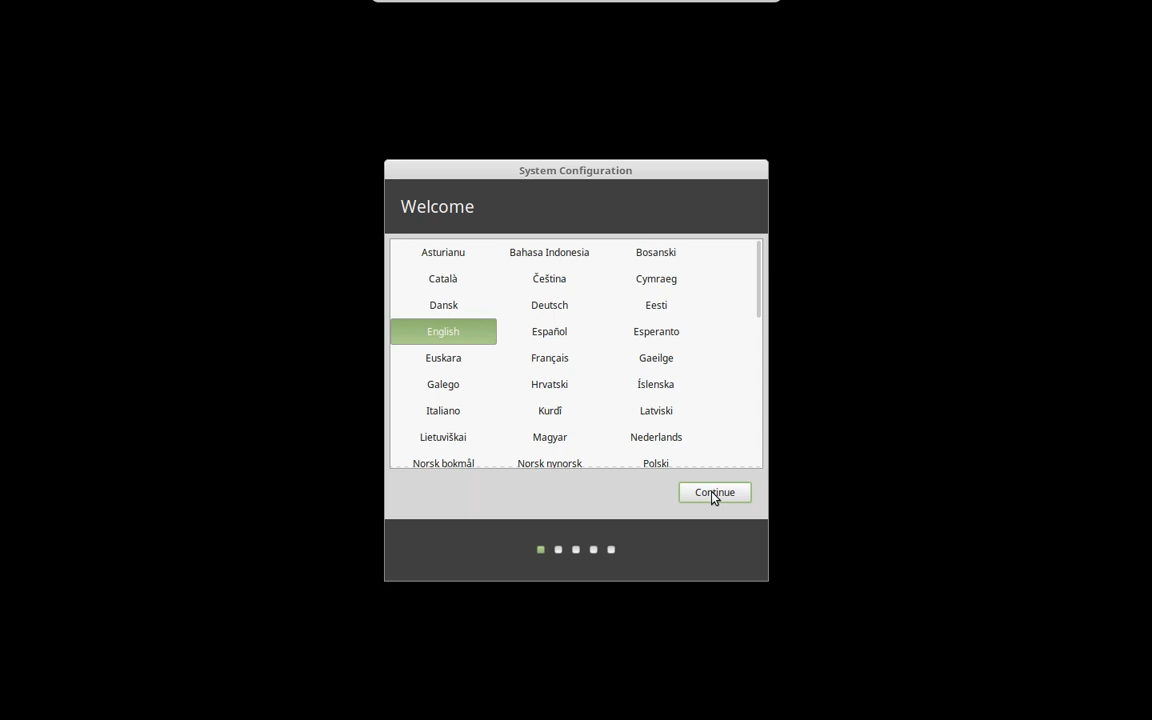 System Configuration
Welcome
Asturianu Bahasa Indonesia Bosanski
Català Čeština Cymraeg
Dansk Deutsch Eesti
English Español Esperanto
Euskara Français Gaeilge
Galego Hrvatski Íslenska
Italiano Kurdî Latviski
Lietuviškai Magyar Nederlands
Norsk bokmål Norsk nynorsk Polski
Continue